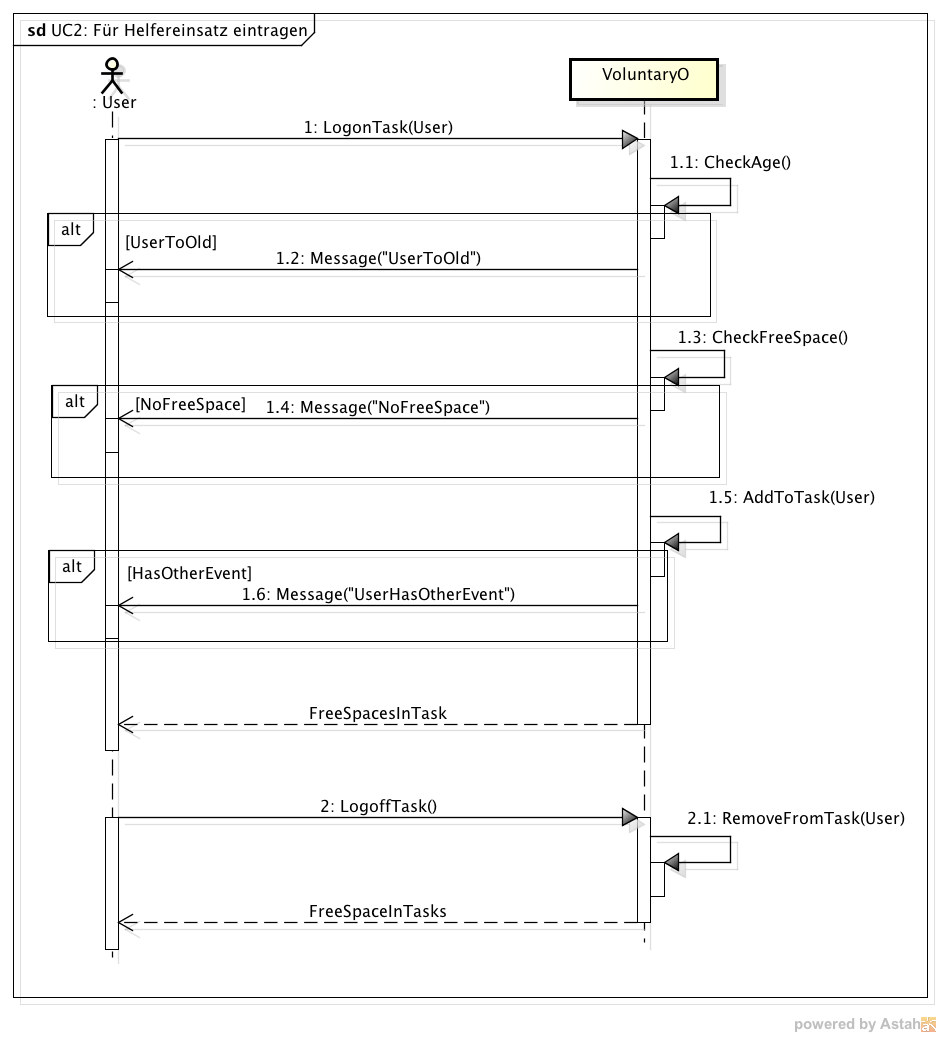 sd UC2: Für Helfereinsatz eintragen
VoluntaryO
: User
1: LogonTask(User)
1.1: CheckAge()
alt
[UserToOld]
1.2: Message("UserToOld")
1.3: CheckFreeSpace()
alt
[NoFreeSpace]
1.4: Message("NoFreeSpace")
1.5: AddToTask(User)
alt
[HasOtherEvent]
1.6: Message("UserHasOtherEvent")
FreeSpacesInTask
2: LogoffTask()
2.1: RemoveFromTask(User)
FreeSpaceInTasks
powered by Astah